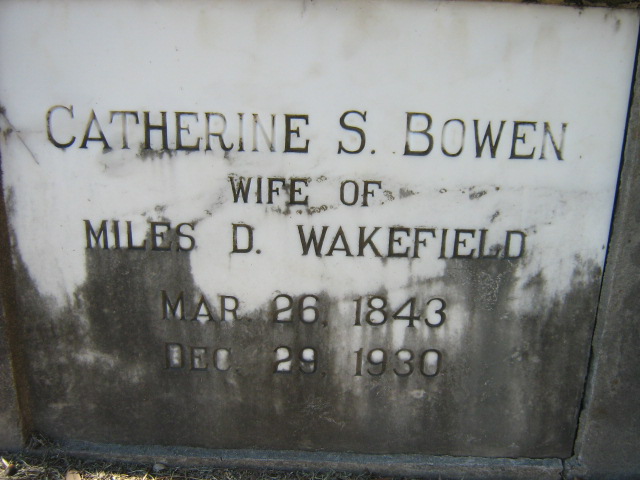 CATHERINE S. BOWEN
WIFE OF
MILES D. WAKEFIELD
MAR. 26, 1843
DEC. 29, 1930